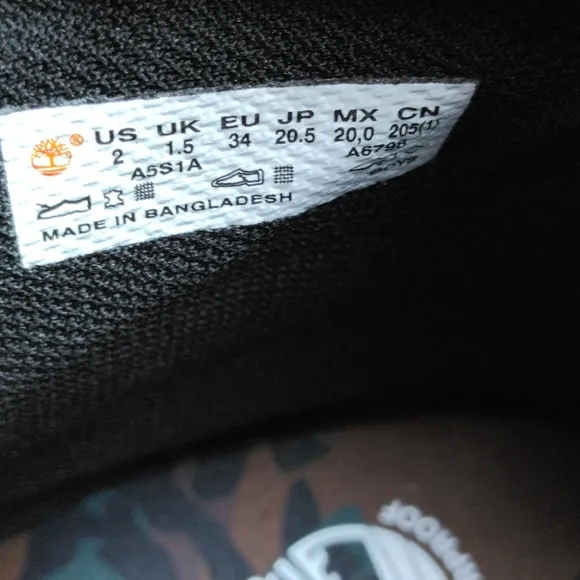 US UK EU JP MX CN
2 1.5 34 20.5 20,0 205(1)
A5S1A A6798
MADE IN BANGLADESH